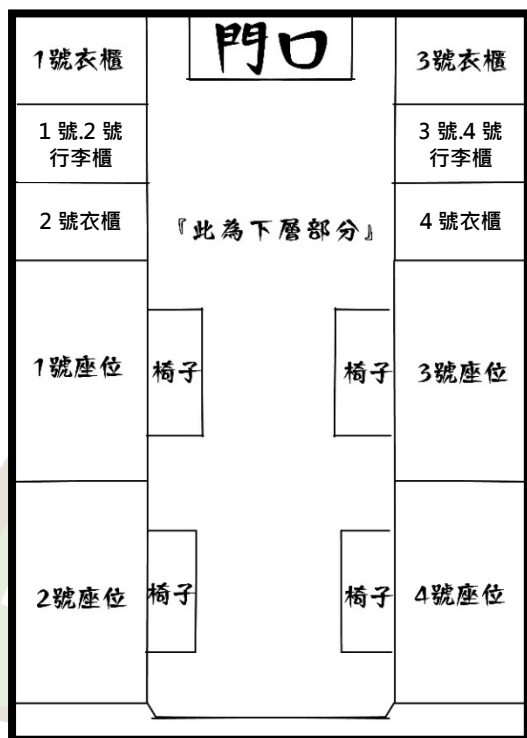 門口
1號衣櫃
3號衣櫃
1 號.2 號
行李櫃
3 號.4 號
行李櫃
2 號衣櫃
『此為下層部分』
4 號衣櫃
1號座位
椅子
椅子
3號座位
2號座位
椅子
椅子
4號座位